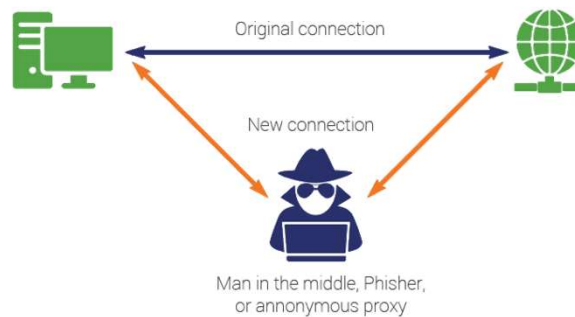 Original connection
New connection
Man in the middle, Phisher,
or annonymous proxy